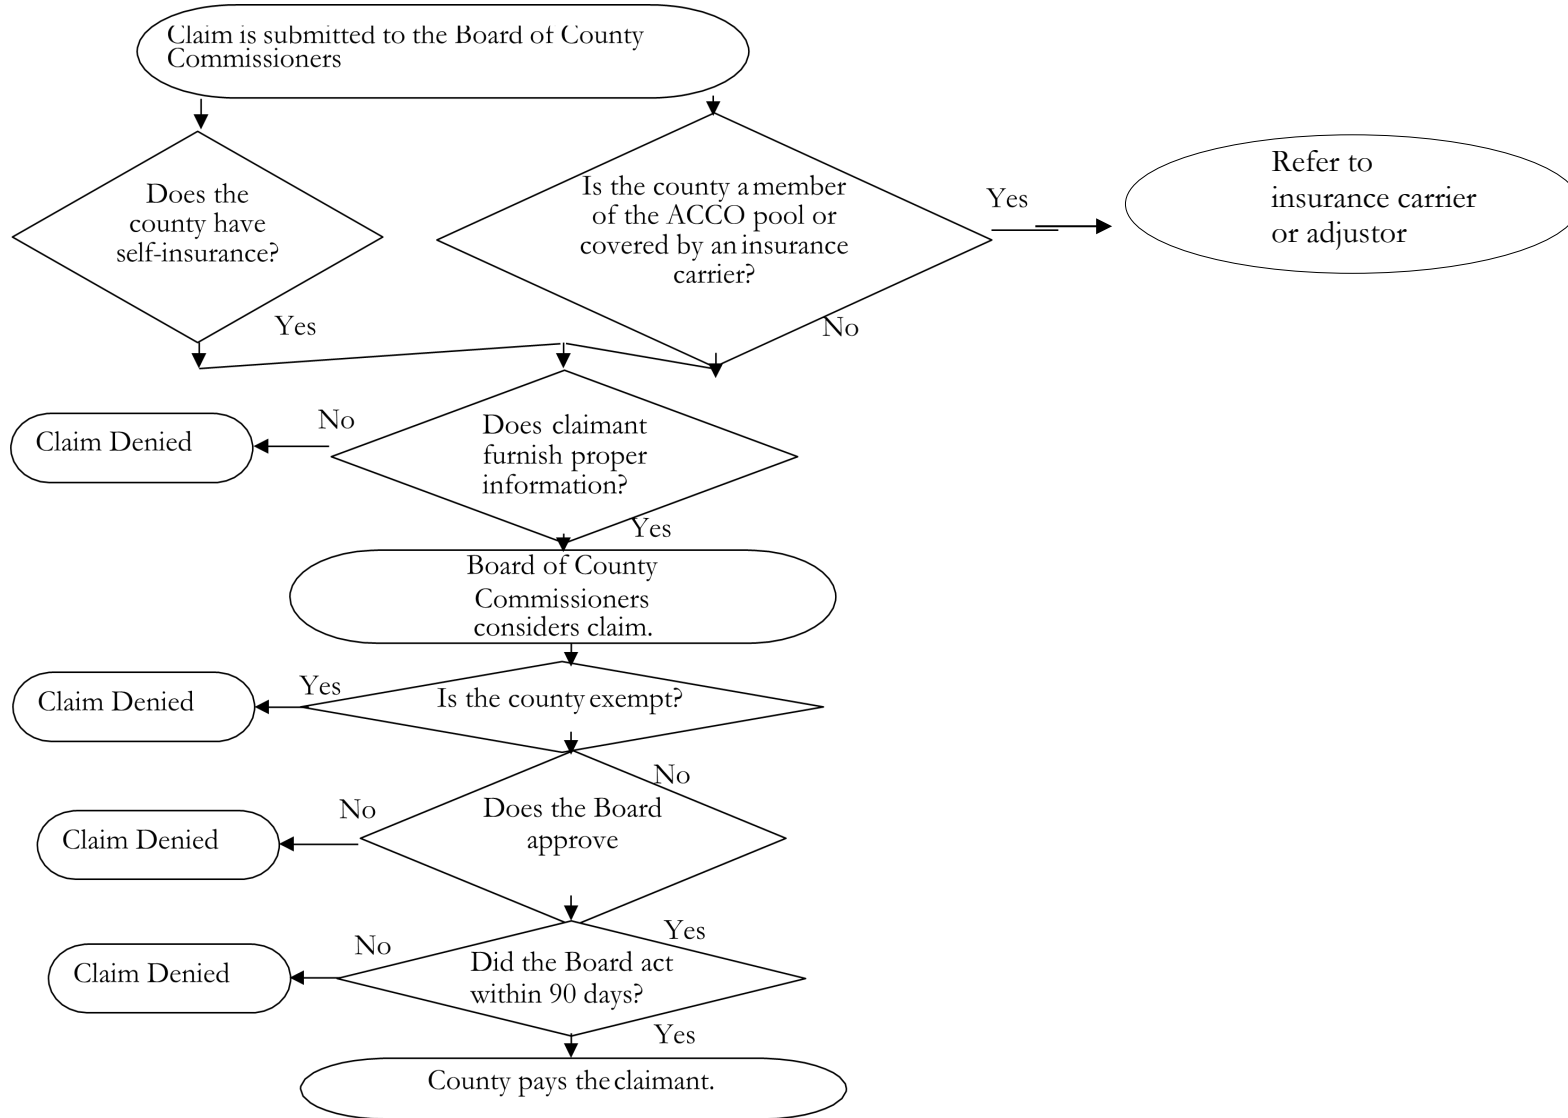 Claim is submitted to the Board of County
Commissioners
Does the
county have
self-insurance?
Yes
Is the county a member
of the ACCO pool or
covered by an insurance
carrier?
Yes
No
Refer to
insurance carrier
or adjustor
Claim Denied
No
Does claimant
furnish proper
information?
Yes
Board of County
Commissioners
considers claim.
Claim Denied
Yes
Is the county exempt?
No
Claim Denied
No
Does the Board
approve
Yes
Claim Denied
No
Did the Board act
within 90 days?
Yes
County pays the claimant.